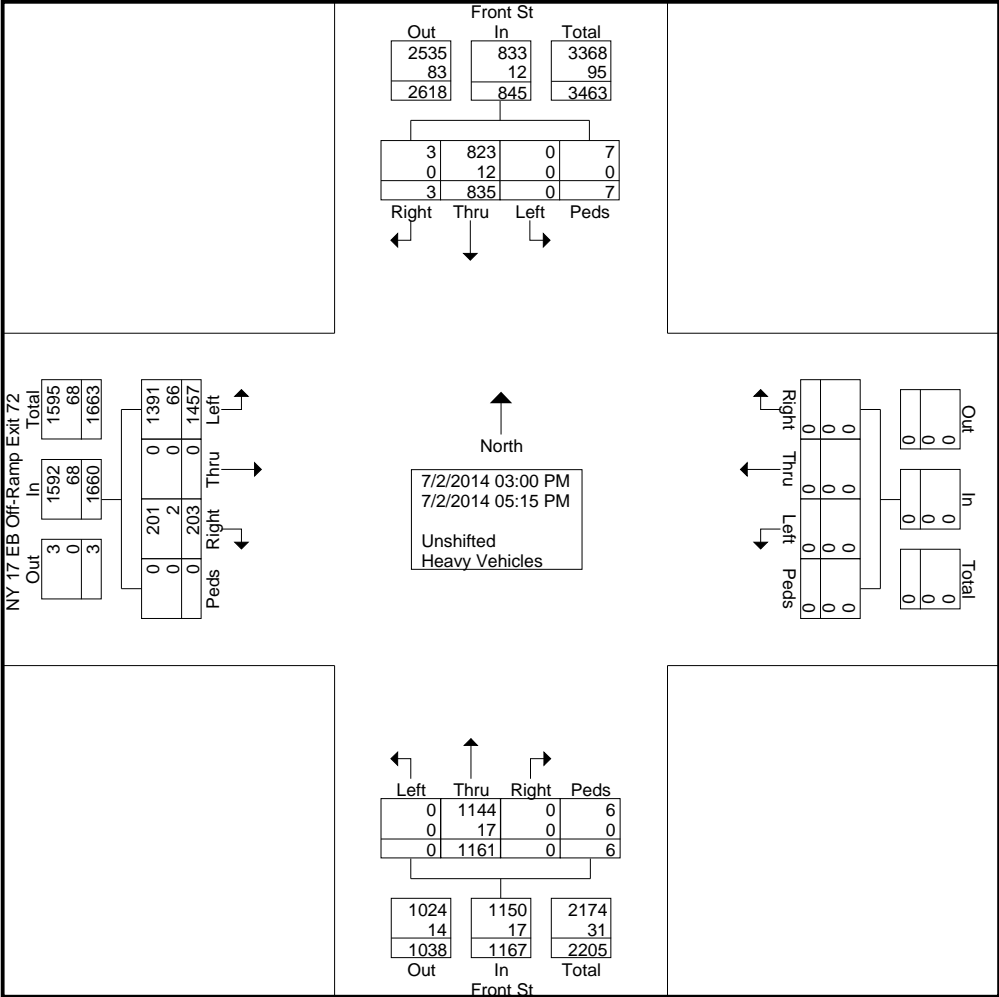 Front St
Out In Total
2535 833 3368
83 12 95
2618 845 3463
3 823 0 7
0 12 0 0
3 835 0 7
Right Thru Left Peds
NY 17 EB Off-Ramp Exit 72
Total In Out
1595 1592 3
68 68 0
1663 1660 3
1391 0 201 0
66 0 2 0
1457 0 203 0
Left Thru Right Peds
North
7/2/2014 03:00 PM
7/2/2014 05:15 PM
Unshifted
Heavy Vehicles
Right Thru Left Peds
0 0 0 0
0 0 0 0
0 0 0 0
Out In Total
0 0 0
0 0 0
0 0 0
Left Thru Right Peds
0 1144 0 6
0 17 0 0
0 1161 0 6
1024 1150 2174
14 17 31
1038 1167 2205
Out In Total
Front St